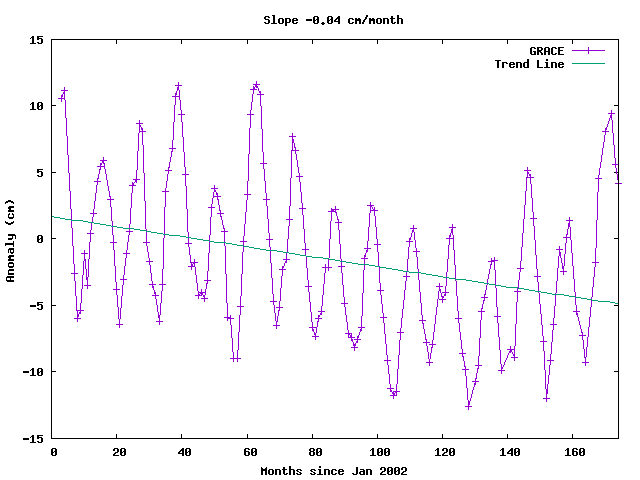 Slope -0.04 cm/month
GRACE
Trend Line
15
10
5
0
-5
-10
-15
Anomaly (cm)
0 20 40 60 80 100 120 140 160
Months since Jan 2002